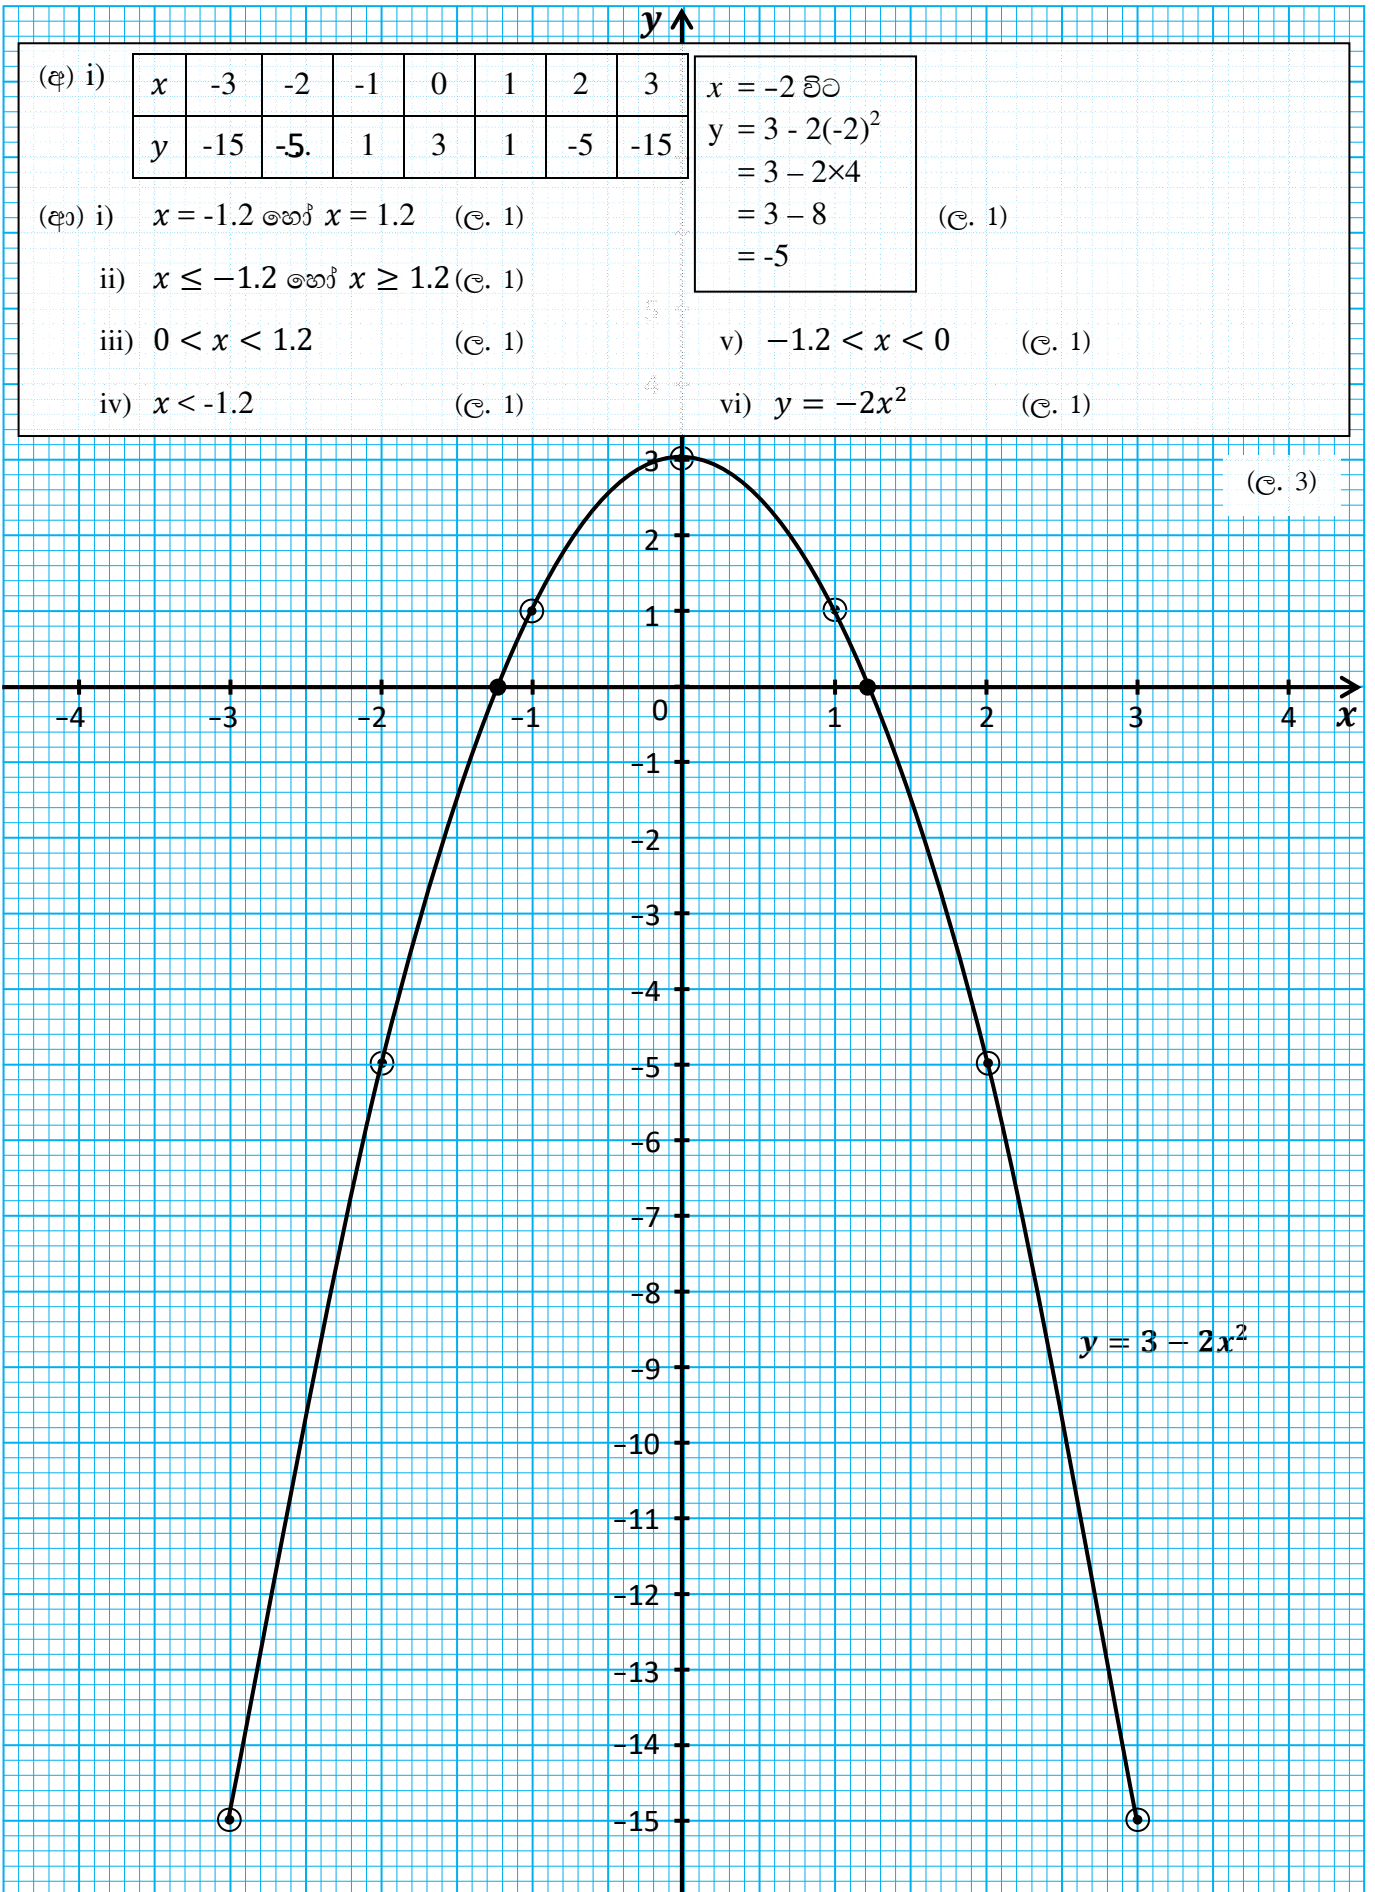 y
(අ) i) x -3 -2 -1 0 1 2 3
y -15 -5. 1 3 1 -5 -15
x = –2 විට
y = 3 - 2(-2)²
= 3 – 2×4
= 3 – 8
= -5
(ල. 1)
(ආ) i) x = -1.2 හෝ x = 1.2 (ල. 1)
ii) x ≤ −1.2 හෝ x ≥ 1.2 (ල. 1)
5
iii) 0 < x < 1.2 (ල. 1) v) −1.2 < x < 0 (ල. 1)
4
iv) x < -1.2 (ල. 1) vi) y = −2x² (ල. 1)
3
(ල. 3)
2
1
–4 –3 –2 –1 0 1 2 3 4 x
–1
–2
–3
–4
–5
–6
–7
–8
y = 3 − 2x²
–9
–10
–11
–12
–13
–14
–15